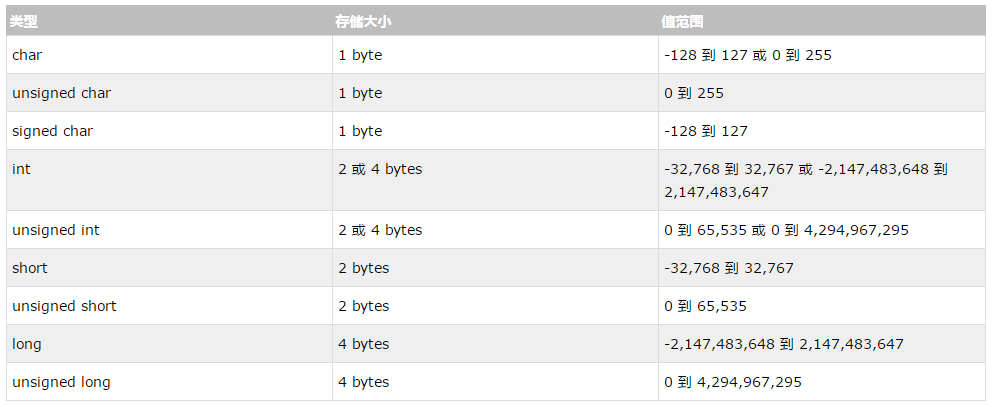 类型 存储大小 值范围
char 1 byte -128 到 127 或 0 到 255
unsigned char 1 byte 0 到 255
signed char 1 byte -128 到 127
int 2 或 4 bytes -32,768 到 32,767 或 -2,147,483,648 到
2,147,483,647
unsigned int 2 或 4 bytes 0 到 65,535 或 0 到 4,294,967,295
short 2 bytes -32,768 到 32,767
unsigned short 2 bytes 0 到 65,535
long 4 bytes -2,147,483,648 到 2,147,483,647
unsigned long 4 bytes 0 到 4,294,967,295